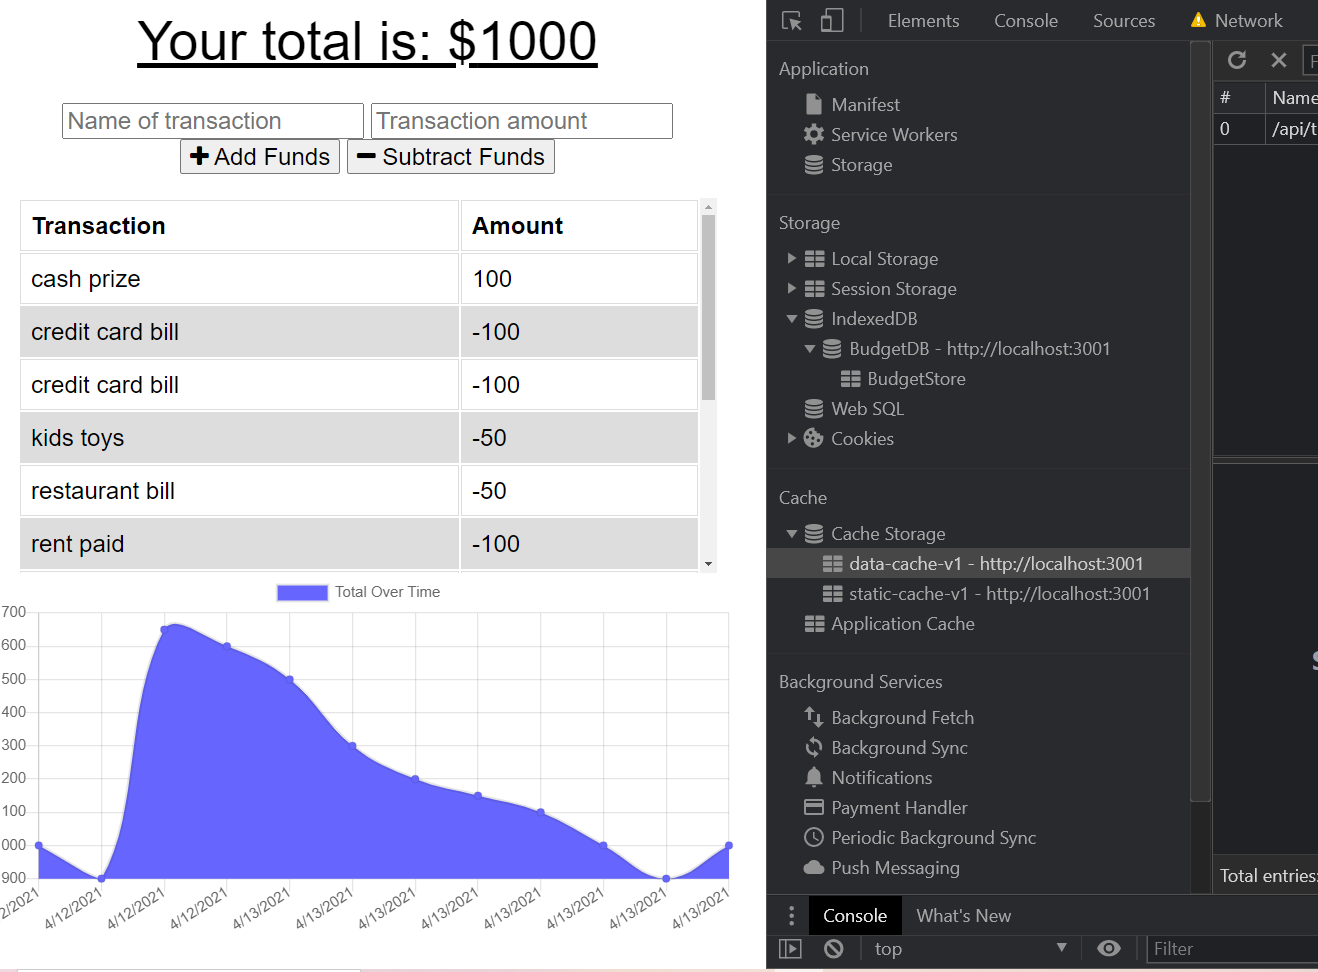 Your total is: $1000
Name of transaction
Transaction amount
Add Funds
Subtract Funds
Transaction Amount
cash prize 100
credit card bill -100
credit card bill -100
kids toys -50
restaurant bill -50
rent paid -100
Total Over Time
700
600
500
400
300
200
100
000
900
2/2021 4/12/2021 4/12/2021 4/12/2021 4/13/2021 4/13/2021 4/13/2021 4/13/2021 4/13/2021 4/13/2021 4/13/2021 4/13/2021
Elements Console Sources Network
Application
Manifest
Service Workers
Storage
Storage
Local Storage
Session Storage
IndexedDB
BudgetDB - http://localhost:3001
BudgetStore
Web SQL
Cookies
Cache
Cache Storage
data-cache-v1 - http://localhost:3001
static-cache-v1 - http://localhost:3001
Application Cache
Background Services
Background Fetch
Background Sync
Notifications
Payment Handler
Periodic Background Sync
Push Messaging
# Name
0 /api/t
Total entries:
Console What's New
top
Filter